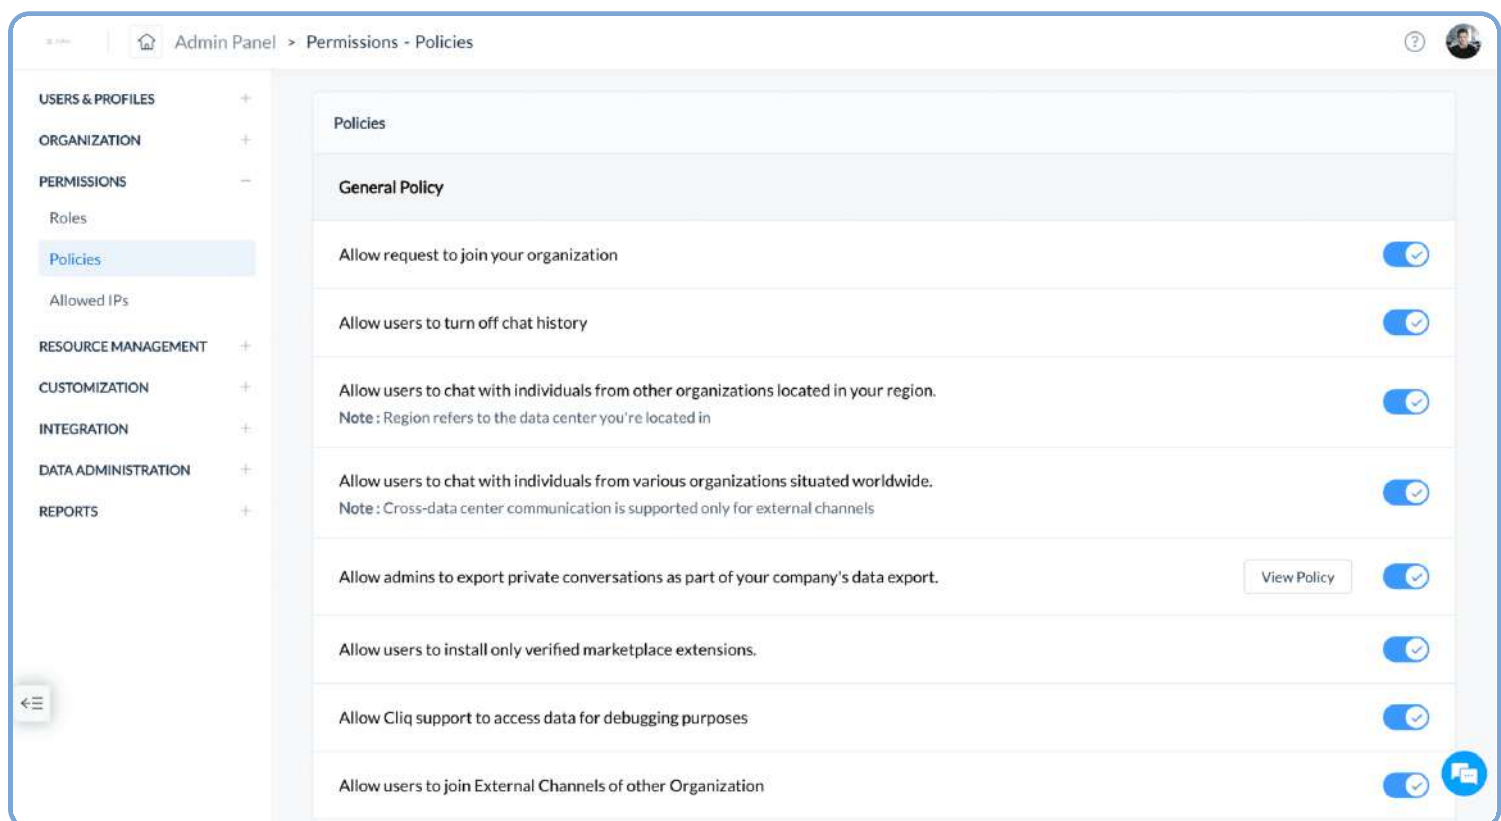 Admin Panel > Permissions - Policies
?
USERS & PROFILES +
ORGANIZATION +
PERMISSIONS −
Roles
Policies
Allowed IPs
RESOURCE MANAGEMENT +
CUSTOMIZATION +
INTEGRATION +
DATA ADMINISTRATION +
REPORTS +
Policies
General Policy
Allow request to join your organization
Allow users to turn off chat history
Allow users to chat with individuals from other organizations located in your region.
Note : Region refers to the data center you're located in
Allow users to chat with individuals from various organizations situated worldwide.
Note : Cross-data center communication is supported only for external channels
Allow admins to export private conversations as part of your company's data export. View Policy
Allow users to install only verified marketplace extensions.
Allow Cliq support to access data for debugging purposes
Allow users to join External Channels of other Organization